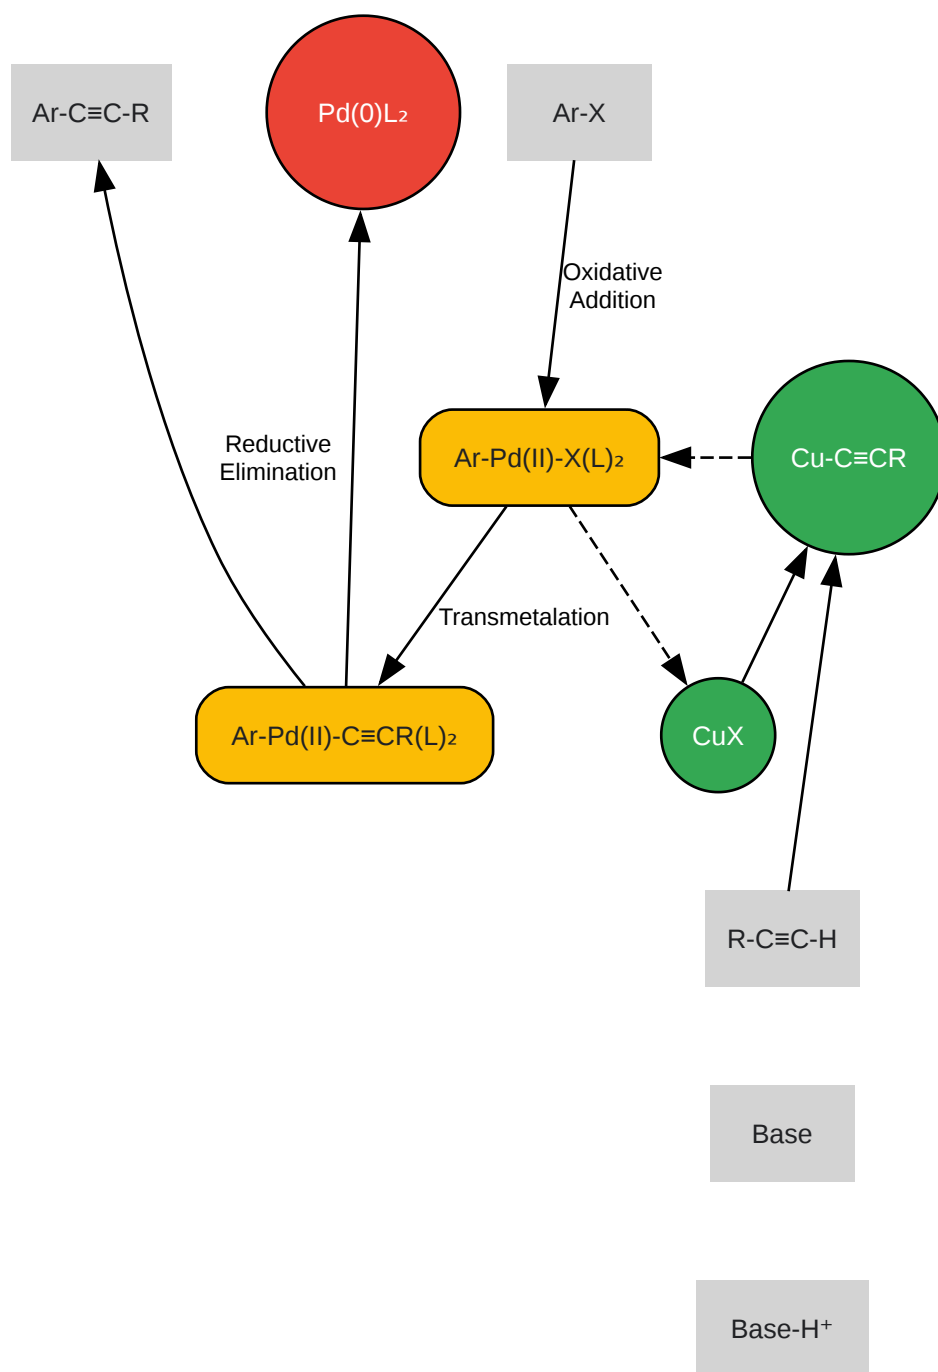 Ar-C≡C-R
Pd(0)L₂
Ar-X
Oxidative
Addition
Reductive
Elimination
Ar-Pd(II)-X(L)₂
Cu-C≡CR
Transmetalation
Ar-Pd(II)-C≡CR(L)₂
CuX
R-C≡C-H
Base
Base-H⁺